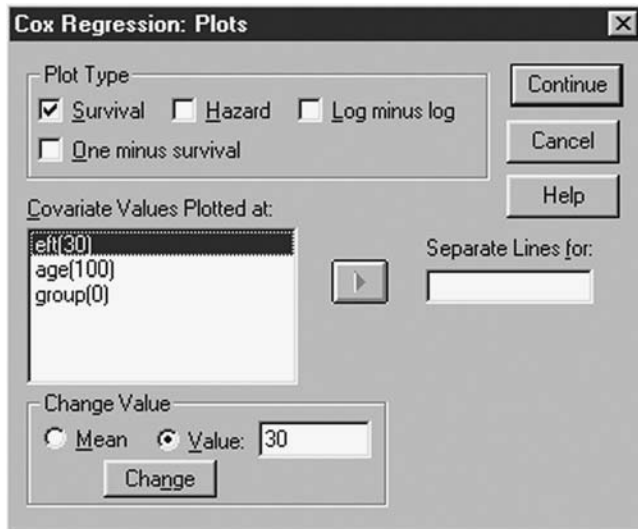 Cox Regression: Plots
Plot Type
Survival
Hazard
Log minus log
One minus survival
Continue
Cancel
Help
Covariate Values Plotted at:
eft(30)
age(100)
group(0)
Separate Lines for:
Change Value
Mean
Value:
30
Change